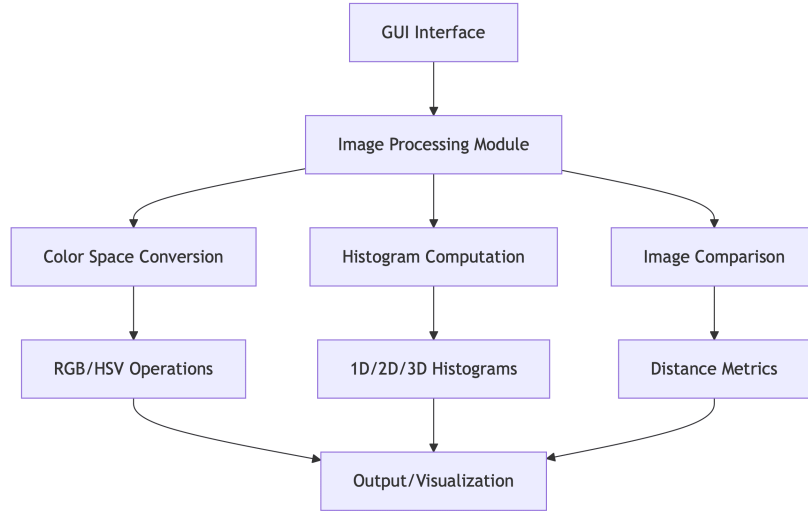 GUI Interface
Image Processing Module
Color Space Conversion
Histogram Computation
Image Comparison
RGB/HSV Operations
1D/2D/3D Histograms
Distance Metrics
Output/Visualization